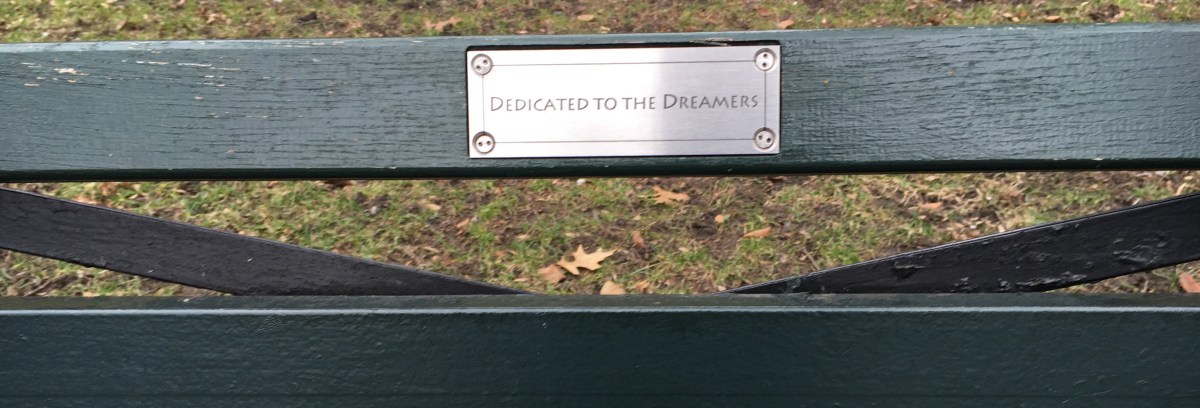 DEDICATED TO THE DREAMERS